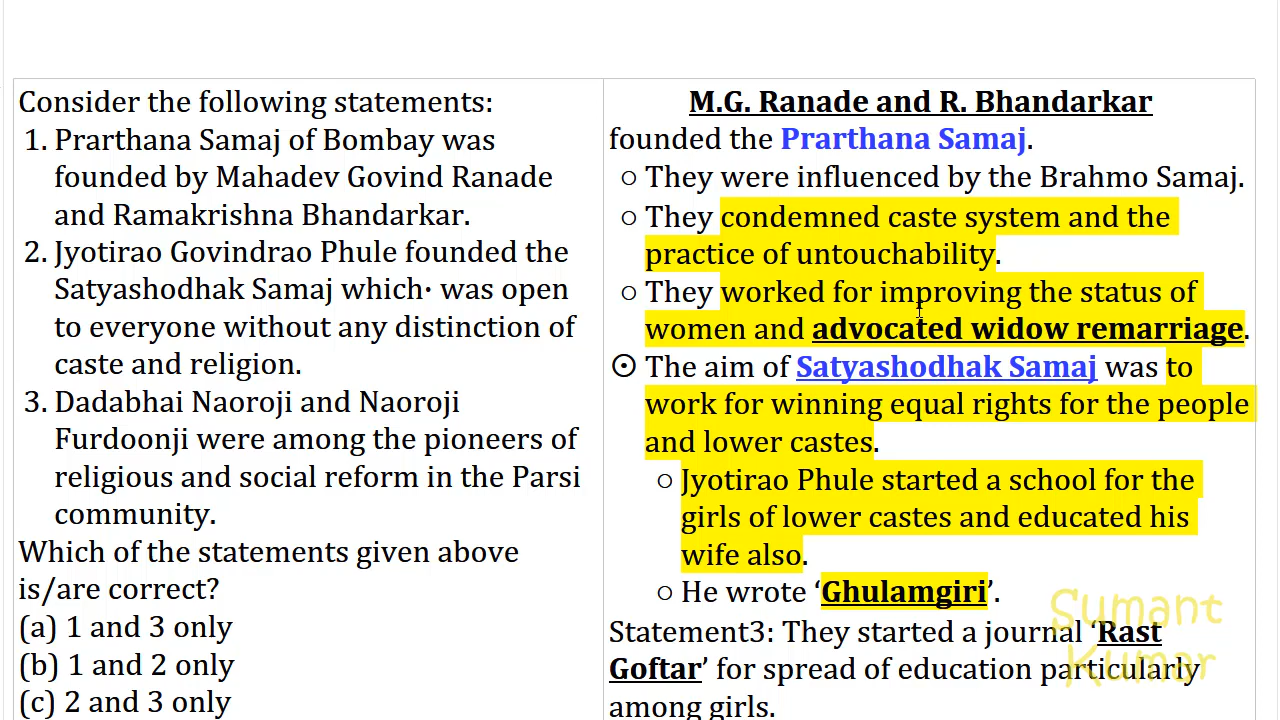 Consider the following statements:
1. Prarthana Samaj of Bombay was
founded by Mahadev Govind Ranade
and Ramakrishna Bhandarkar.
2. Jyotirao Govindrao Phule founded the
Satyashodhak Samaj which· was open
to everyone without any distinction of
caste and religion.
3. Dadabhai Naoroji and Naoroji
Furdoonji were among the pioneers of
religious and social reform in the Parsi
community.
Which of the statements given above
is/are correct?
(a) 1 and 3 only
(b) 1 and 2 only
(c) 2 and 3 only
M.G. Ranade and R. Bhandarkar
founded the Prarthana Samaj.
○ They were influenced by the Brahmo Samaj.
○ They condemned caste system and the
practice of untouchability.
○ They worked for improving the status of
women and advocated widow remarriage.
⊙ The aim of Satyashodhak Samaj was to
work for winning equal rights for the people
and lower castes.
○ Jyotirao Phule started a school for the
girls of lower castes and educated his
wife also.
○ He wrote ‘Ghulamgiri’.
Statement3: They started a journal ‘Rast
Goftar’ for spread of education particularly
among girls.
Sumant
Kumar